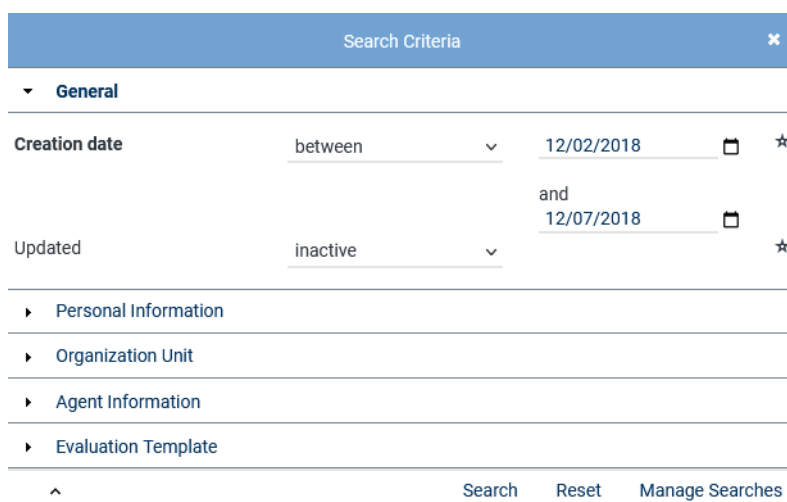 Search Criteria
General
Creation date between 12/02/2018
and
12/07/2018
Updated inactive
Personal Information
Organization Unit
Agent Information
Evaluation Template
Search Reset Manage Searches